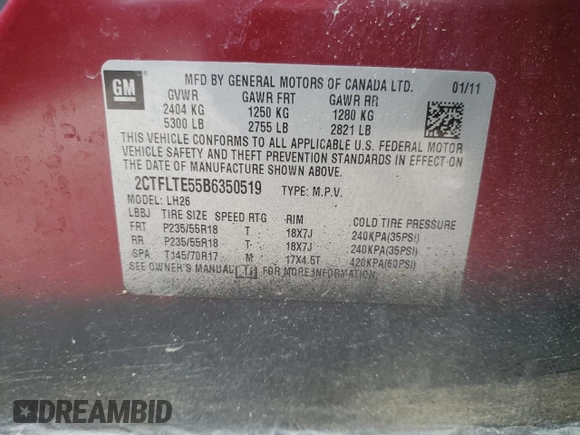 GM
MFD BY GENERAL MOTORS OF CANADA LTD. 01/11
GVWR GAWR FRT GAWR RR
2404 KG 1250 KG 1280 KG
5300 LB 2755 LB 2821 LB
THIS VEHICLE CONFORMS TO ALL APPLICABLE U.S. FEDERAL MOTOR
VEHICLE SAFETY AND THEFT PREVENTION STANDARDS IN EFFECT ON
THE DATE OF MANUFACTURE SHOWN ABOVE.
2CTFLTE55B6350519 TYPE: M.P.V.
MODEL: LH26
LBBJ TIRE SIZE SPEED RTG RIM COLD TIRE PRESSURE
FRT P235/55R18 T 18X7J 240KPA(35PSI)
RR P235/55R18 T 18X7J 240KPA(35PSI)
SPA T145/70R17 M 17X4.5T 420KPA(60PSI)
SEE OWNER'S MANUAL FOR MORE INFORMATION.
DREAMBID